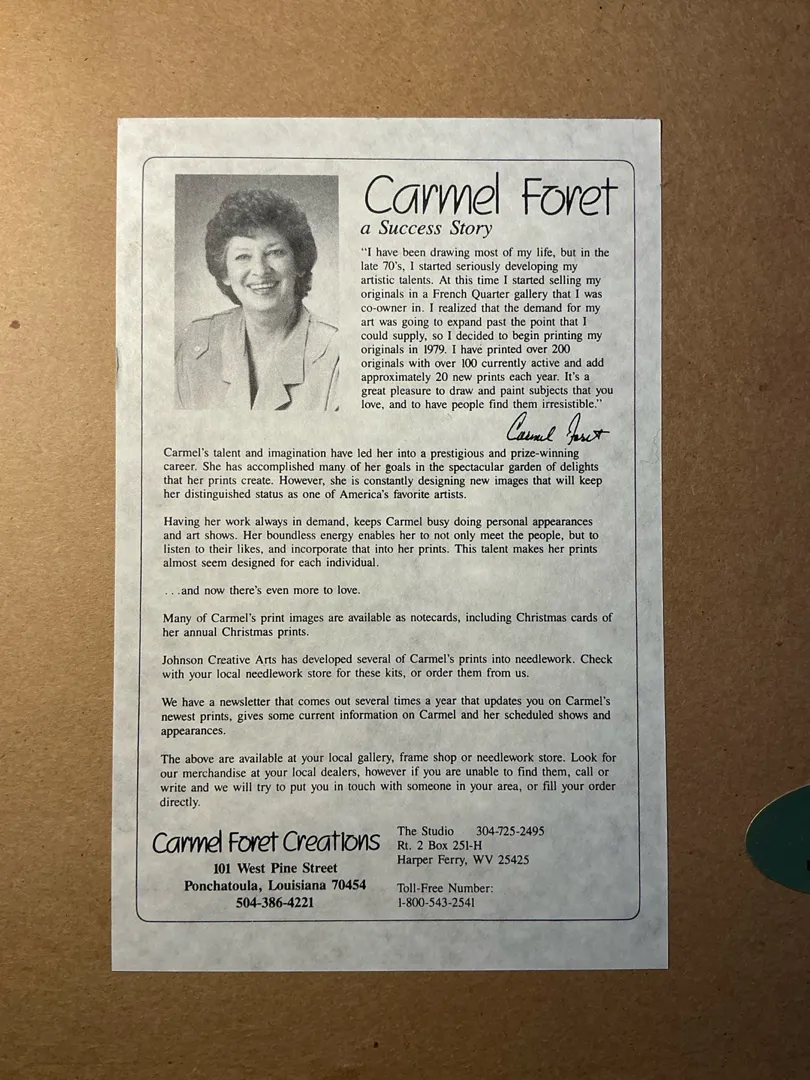 Carmel Foret
a Success Story
"I have been drawing most of my life, but in the
late 70's, I started seriously developing my
artistic talents. At this time I started selling my
originals in a French Quarter gallery that I was
co-owner in. I realized that the demand for my
art was going to expand past the point that I
could supply, so I decided to begin printing my
originals in 1979. I have printed over 200
originals with over 100 currently active and add
approximately 20 new prints each year. It's a
great pleasure to draw and paint subjects that you
love, and to have people find them irresistible."
Carmel Foret
Carmel's talent and imagination have led her into a prestigious and prize-winning
career. She has accomplished many of her goals in the spectacular garden of delights
that her prints create. However, she is constantly designing new images that will keep
her distinguished status as one of America's favorite artists.
Having her work always in demand, keeps Carmel busy doing personal appearances
and art shows. Her boundless energy enables her to not only meet the people, but to
listen to their likes, and incorporate that into her prints. This talent makes her prints
almost seem designed for each individual.
. . .and now there's even more to love.
Many of Carmel's print images are available as notecards, including Christmas cards of
her annual Christmas prints.
Johnson Creative Arts has developed several of Carmel's prints into needlework. Check
with your local needlework store for these kits, or order them from us.
We have a newsletter that comes out several times a year that updates you on Carmel's
newest prints, gives some current information on Carmel and her scheduled shows and
appearances.
The above are available at your local gallery, frame shop or needlework store. Look for
our merchandise at your local dealers, however if you are unable to find them, call or
write and we will try to put you in touch with someone in your area, or fill your order
directly.
Carmel Foret Creations
101 West Pine Street
Ponchatoula, Louisiana 70454
504-386-4221
The Studio 304-725-2495
Rt. 2 Box 251-H
Harper Ferry, WV 25425
Toll-Free Number:
1-800-543-2541